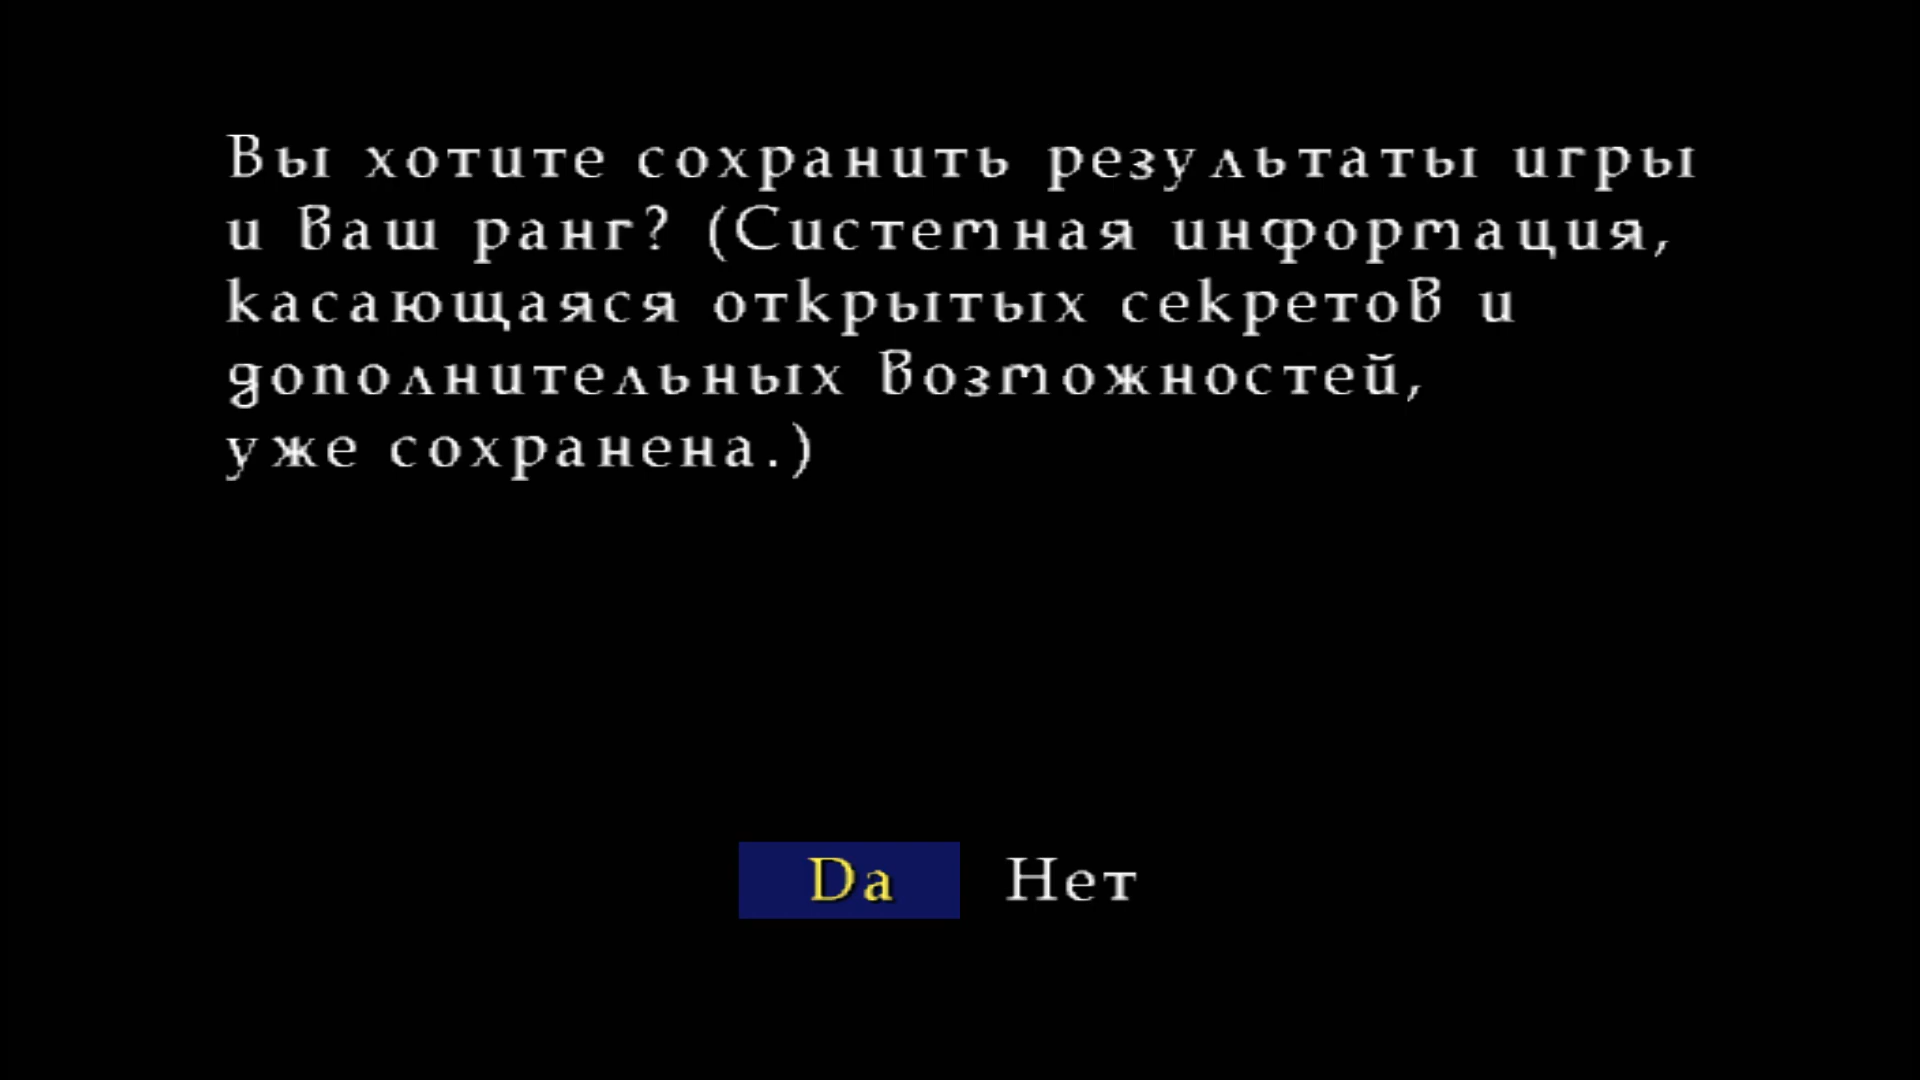 Вы хотите сохранить результаты игры
и ваш ранг? (Системная информация,
касающаяся открытых секретов и
дополнительных возможностей,
уже сохранена.)
Da Нет